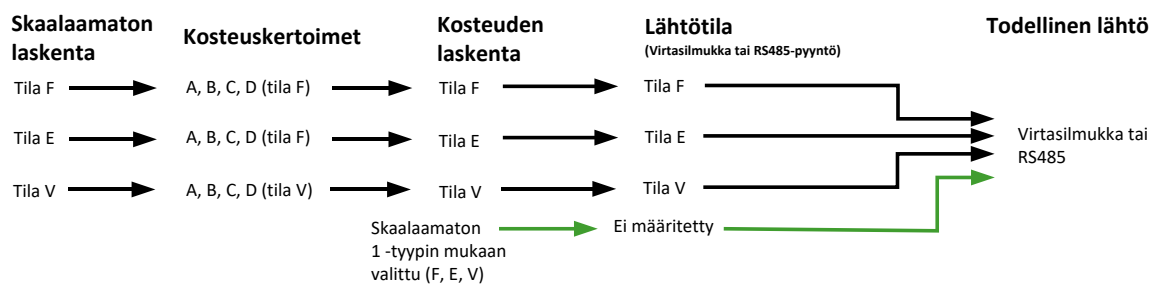 Skaalaamaton
laskenta
Kosteuskertoimet
Kosteuden
laskenta
Lähtötila
(Virtasilmukka tai RS485-pyyntö)
Todellinen lähtö
Tila F
A, B, C, D (tila F)
Tila F
Tila F
Tila E
A, B, C, D (tila F)
Tila E
Tila E
Virtasilmukka tai
RS485
Tila V
A, B, C, D (tila V)
Tila V
Tila V
Skaalaamaton
1 -tyypin mukaan
valittu (F, E, V)
Ei määritetty